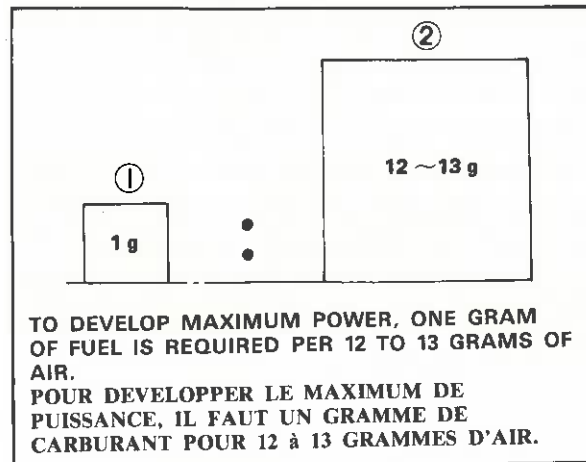 ②
12 ～13 g
①
1 g
:
TO DEVELOP MAXIMUM POWER, ONE GRAM
OF FUEL IS REQUIRED PER 12 TO 13 GRAMS OF
AIR.
POUR DEVELOPPER LE MAXIMUM DE
PUISSANCE, IL FAUT UN GRAMME DE
CARBURANT POUR 12 à 13 GRAMMES D'AIR.